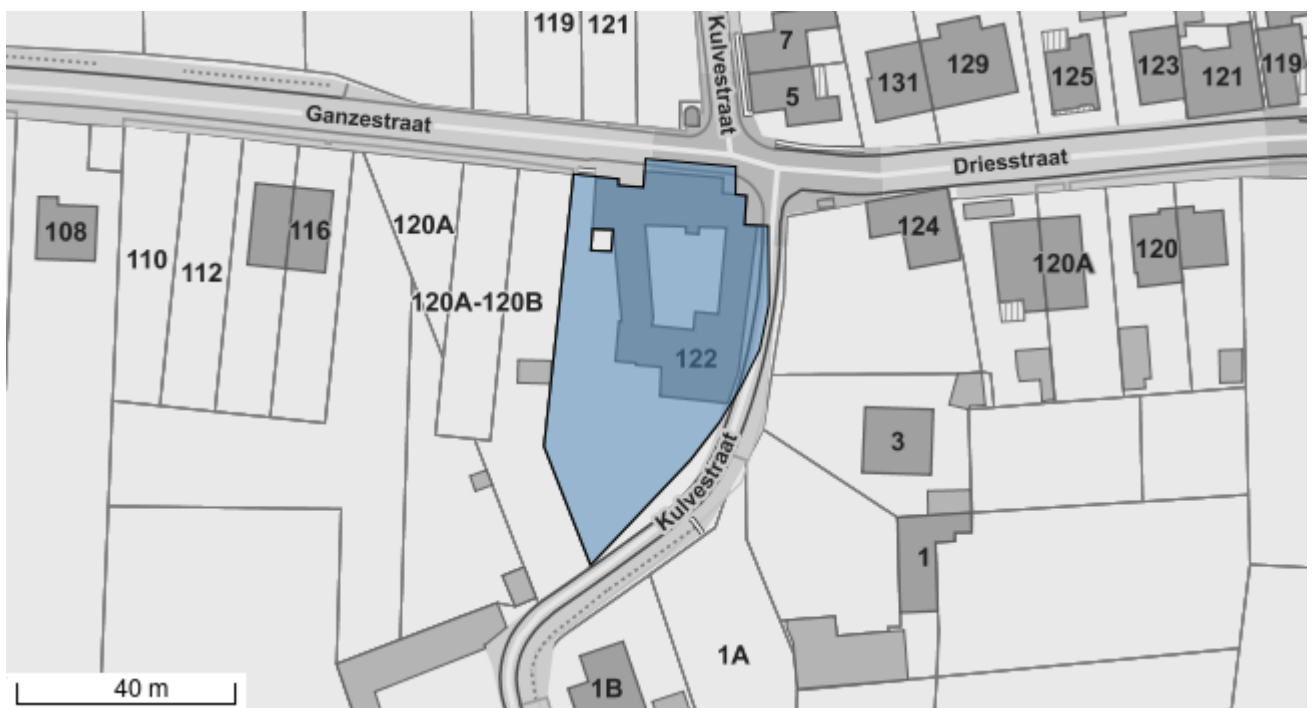 119
121
Kulvestraat
7
5
131
129
125
123
121
119
Ganzestraat
Driesstraat
108
110
112
116
120A
120A-120B
122
124
120A
120
3
Kulvestraat
1
1A
1B
40 m